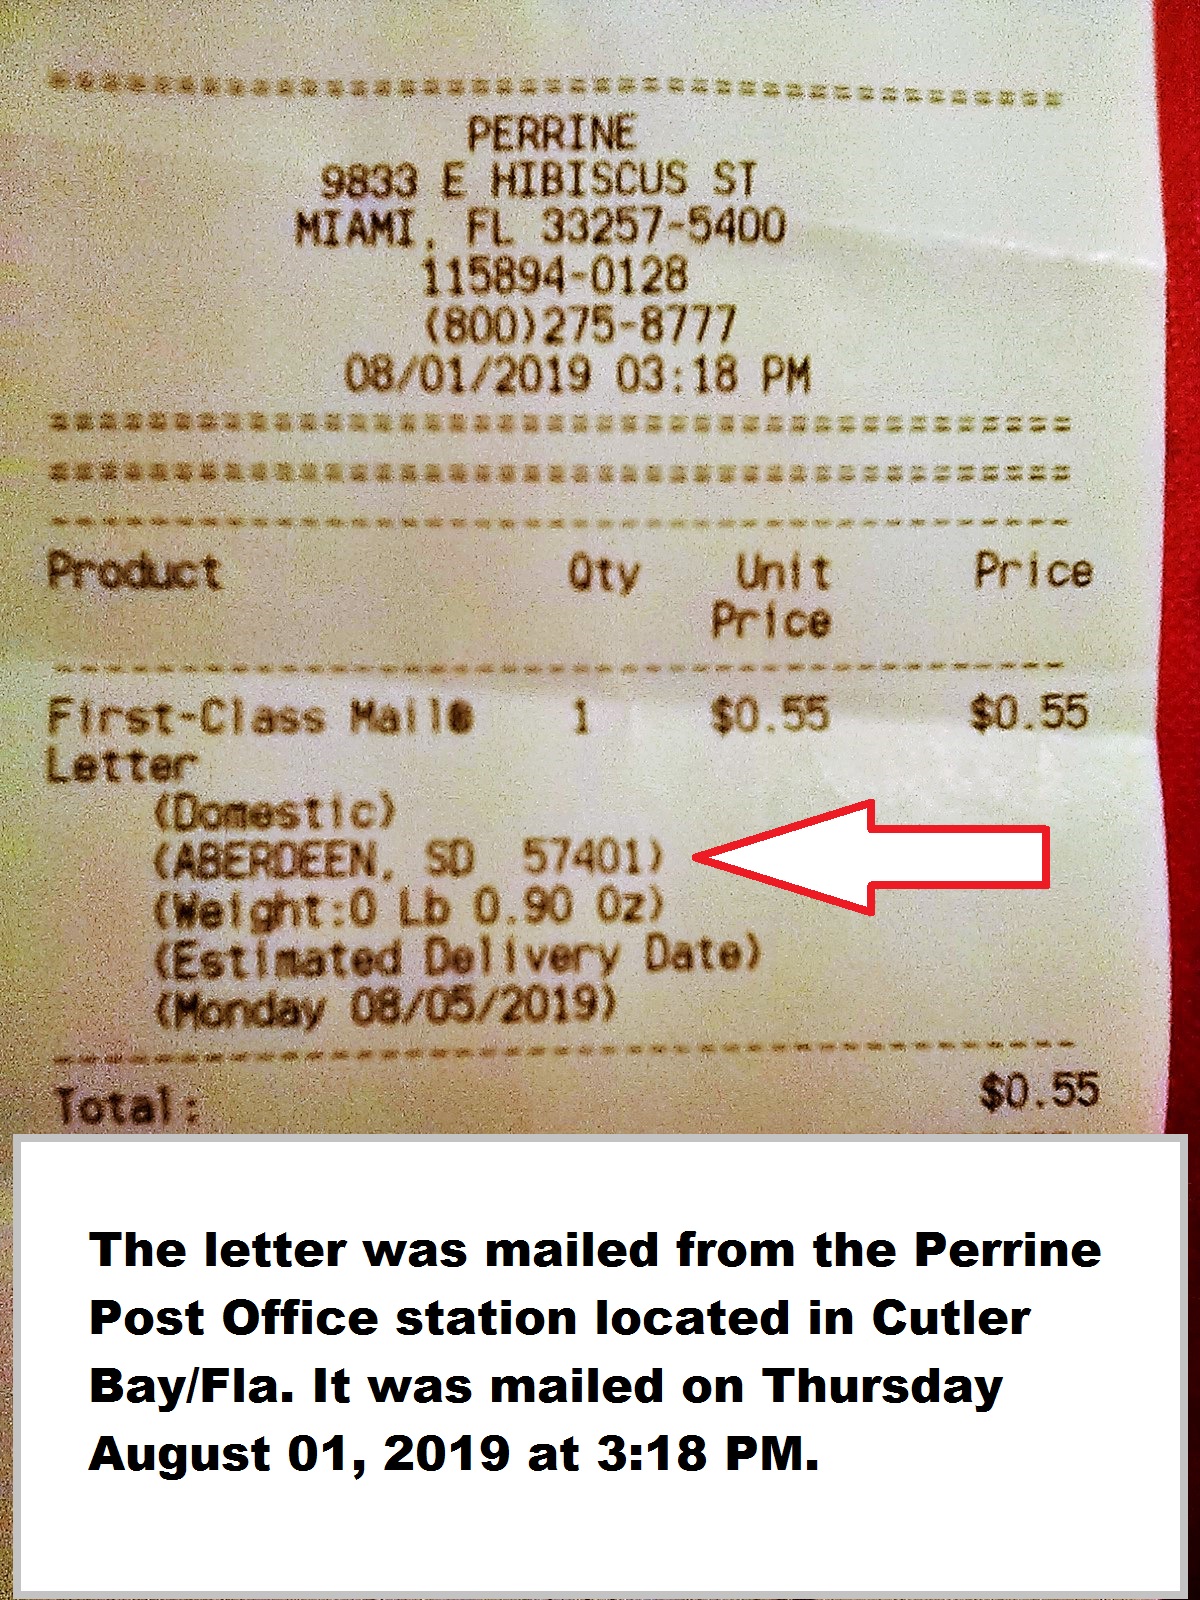 PERRINE
9833 E HIBISCUS ST
MIAMI, FL 33257-5400
115894-0128
(800)275-8777
08/01/2019 03:18 PM
Product Qty Unit Price
Price
First-Class Mail® 1 $0.55 $0.55
Letter
(Domestic)
(ABERDEEN, SD 57401)
(Weight:0 Lb 0.90 Oz)
(Estimated Delivery Date)
(Monday 08/05/2019)
Total: $0.55
The letter was mailed from the Perrine
Post Office station located in Cutler
Bay/Fla. It was mailed on Thursday
August 01, 2019 at 3:18 PM.